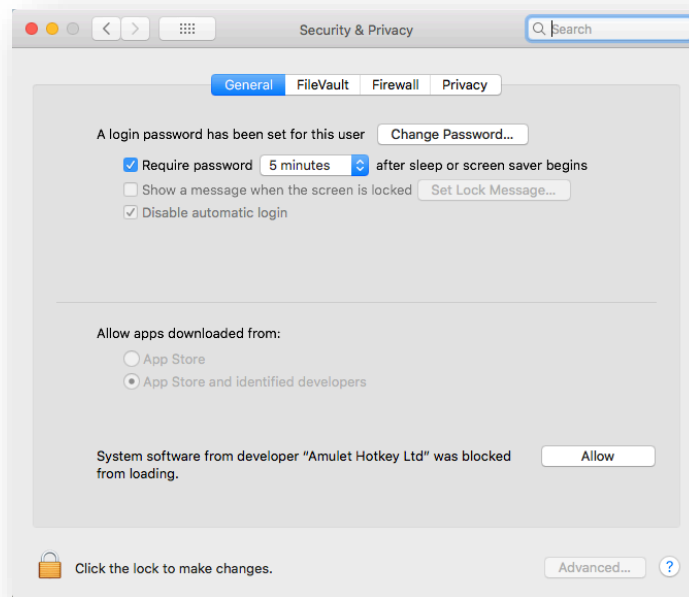 Security & Privacy
Search
General FileVault Firewall Privacy
A login password has been set for this user Change Password...
Require password 5 minutes after sleep or screen saver begins
Show a message when the screen is locked Set Lock Message...
Disable automatic login
Allow apps downloaded from:
App Store
App Store and identified developers
System software from developer “Amulet Hotkey Ltd” was blocked Allow
from loading.
Click the lock to make changes. Advanced... ?